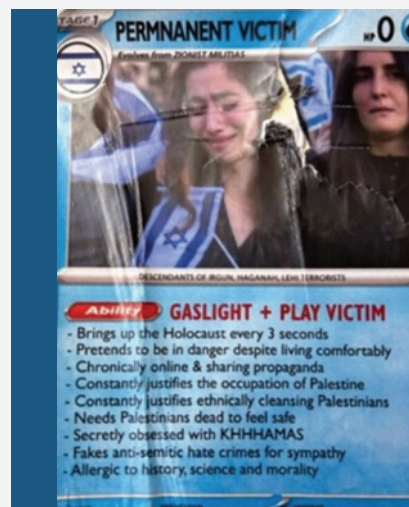 STAGE 1
PERMNANENT VICTIM
HP 0
Evolves from ZIONIST MILITIAS
DESCENDANTS OF IRGUN, HAGANAH, LEHI TERRORISTS
Ability GASLIGHT + PLAY VICTIM
- Brings up the Holocaust every 3 seconds
- Pretends to be in danger despite living comfortably
- Chronically online & sharing propaganda
- Constantly justifies the occupation of Palestine
- Constantly justifies ethnically cleansing Palestinians
- Needs Palestinians dead to feel safe
- Secretly obsessed with KHHHAMAS
- Fakes anti-semitic hate crimes for sympathy
- Allergic to history, science and morality